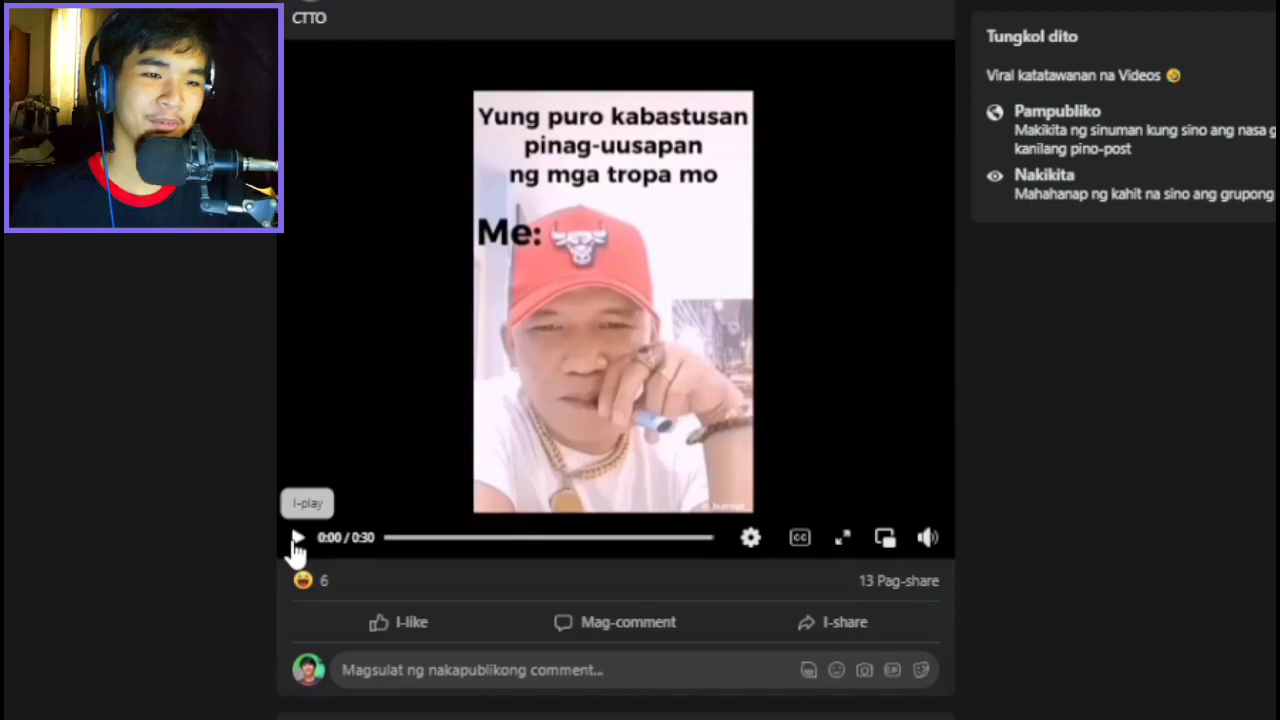 CTTO
Yung puro kabastusan
pinag-uusapan
ng mga tropa mo
Me:
I-play
0:00 / 0:30
CC
6
13 Pag-share
I-like
Mag-comment
I-share
Magsulat ng nakapublikong comment...
GIF
Tungkol dito
Viral katatawanan na Videos 🤣
Pampubliko
Makikita ng sinuman kung sino ang nasa g
kanilang pino-post
Nakikita
Mahahanap ng kahit na sino ang grupong